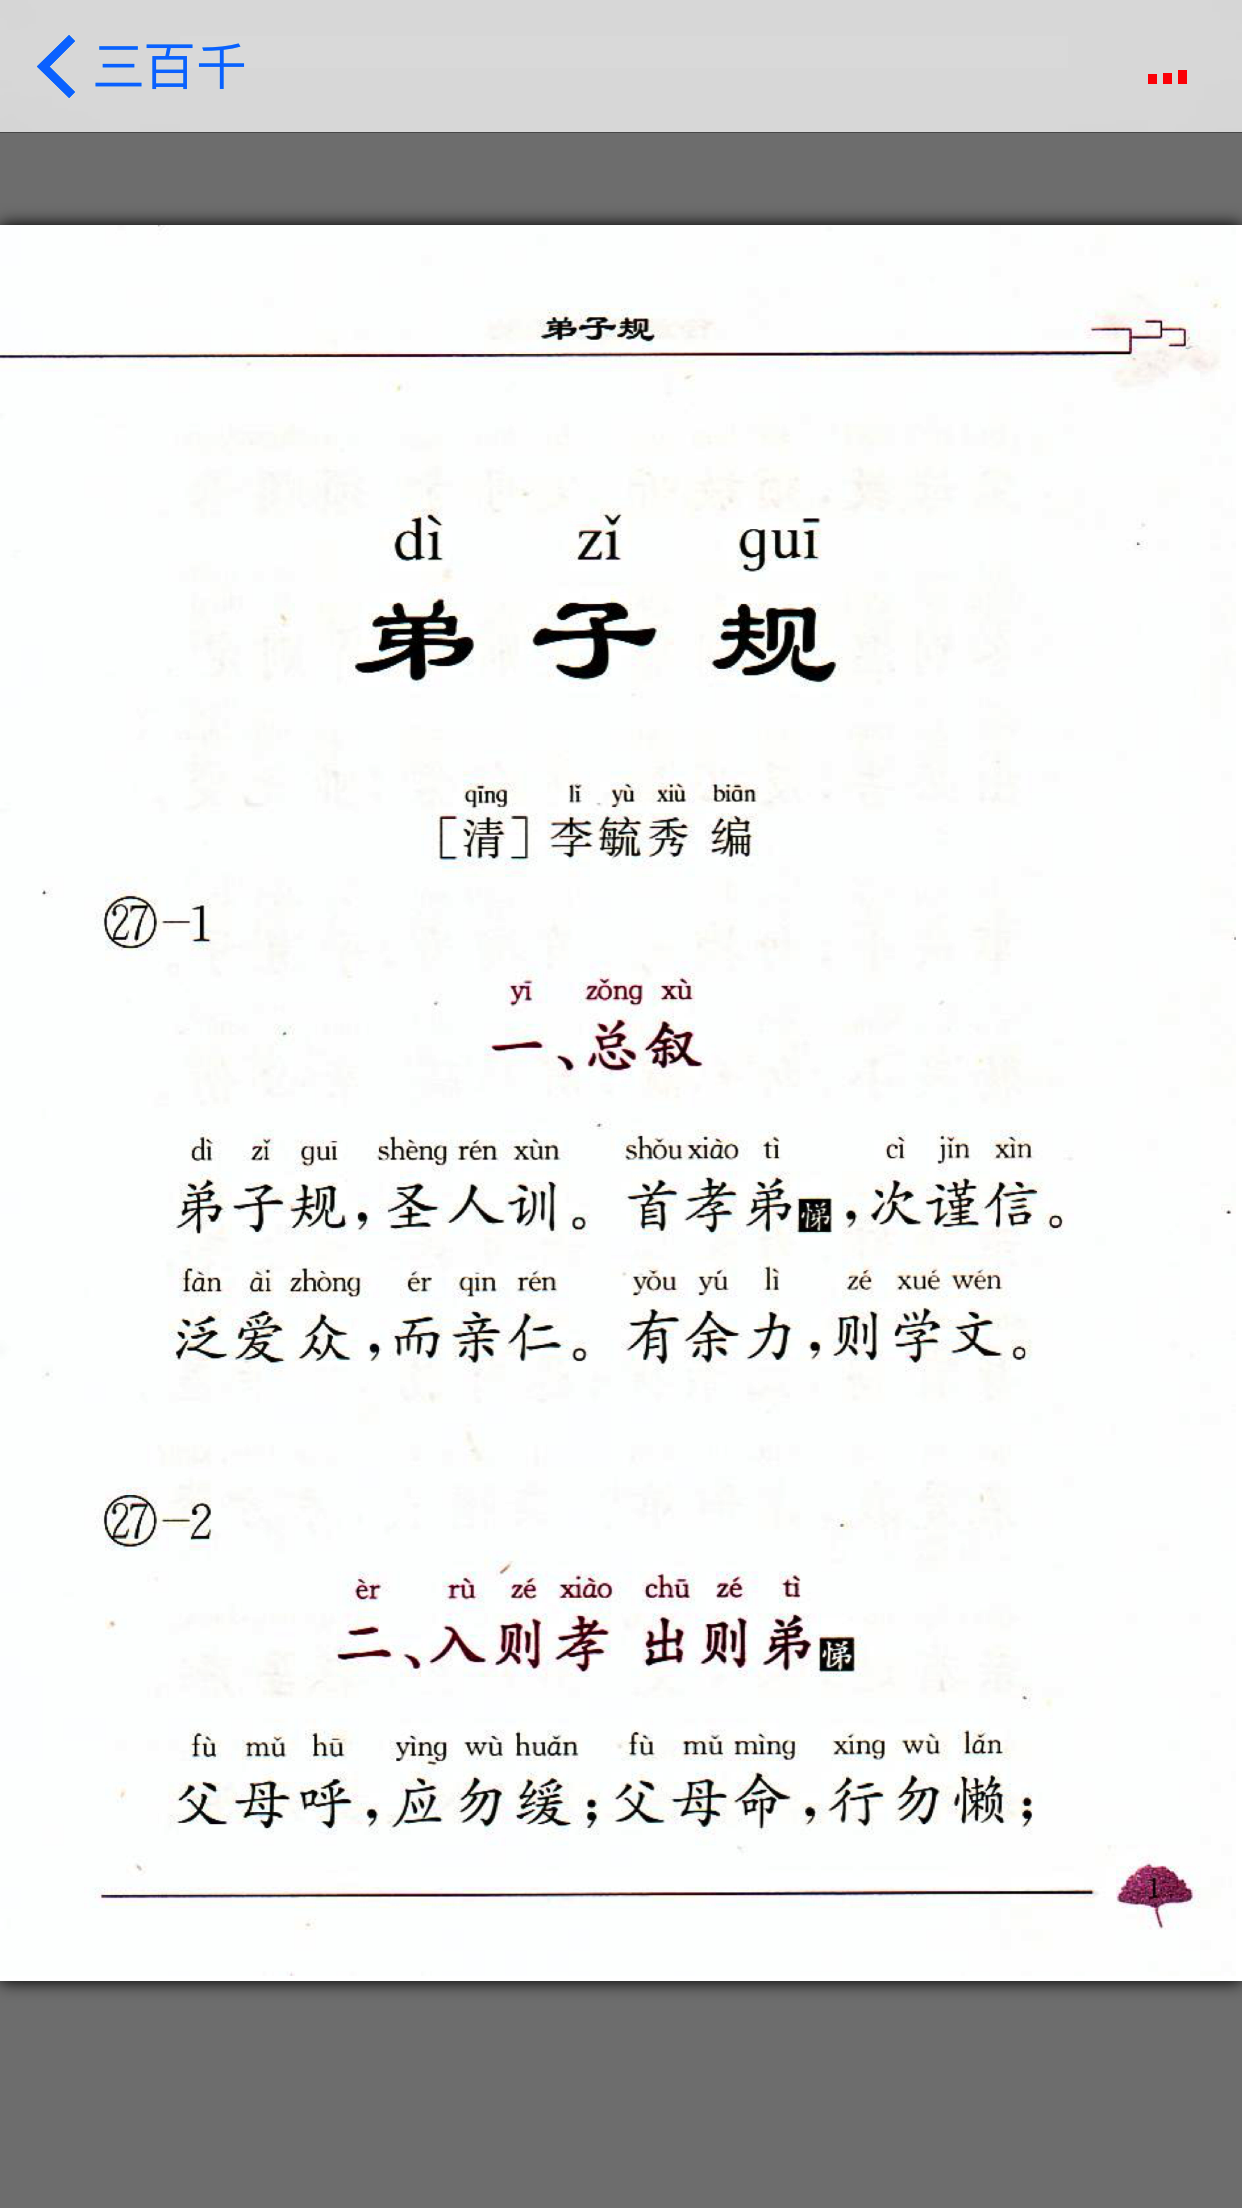 三百千
弟子规
dì zǐ guī
弟子规
qīng lǐ yù xiù biān
［清］李毓秀 编
㉗-1
yī zǒng xù
一、总叙
dì zǐ guī shèng rén xùn shǒu xiào tì cì jǐn xìn
弟子规，圣人训。首孝弟悌，次谨信。
fàn ài zhòng ér qīn rén yǒu yú lì zé xué wén
泛爱众，而亲仁。有余力，则学文。
㉗-2
èr rù zé xiào chū zé tì
二、入则孝 出则弟悌
fù mǔ hū yìng wù huǎn fù mǔ mìng xíng wù lǎn
父母呼，应勿缓；父母命，行勿懒；
1